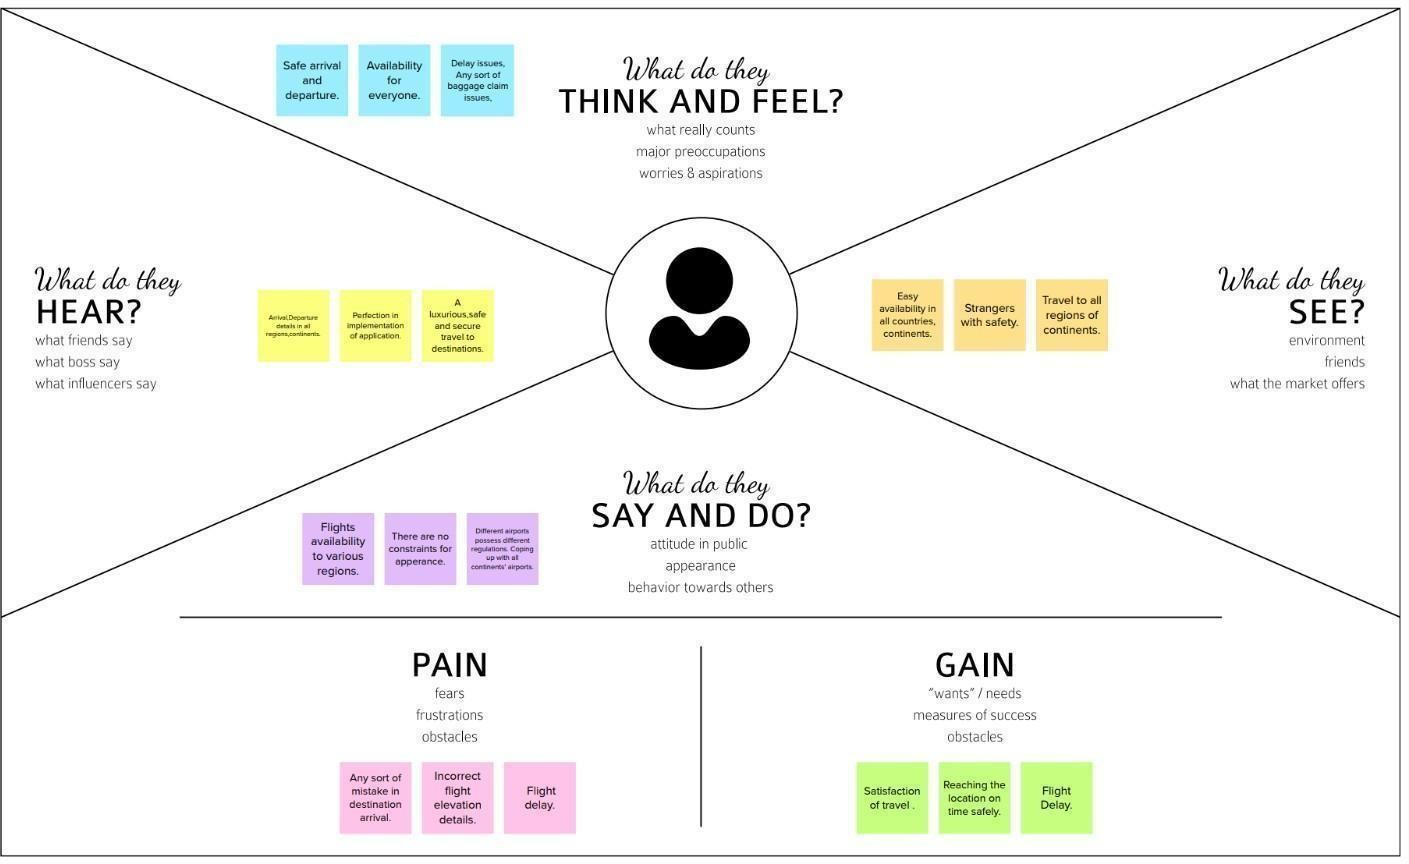 Safe arrival
and
departure.
Availability
for
everyone.
Delay issues,
Any sort of
baggage claim
issues,
What do they
THINK AND FEEL?
what really counts
major preoccupations
worries & aspirations
What do they
HEAR?
what friends say
what boss say
what influencers say
Arrival,Departure
details in all
regions,continents.
Perfection in
implementation
of application.
A
luxurious,safe
and secure
travel to
destinations.
Easy
availability in
all countries,
continents.
Strangers
with safety.
Travel to all
regions of
continents.
What do they
SEE?
environment
friends
what the market offers
What do they
SAY AND DO?
attitude in public
appearance
behavior towards others
Flights
availability
to various
regions.
There are no
constraints for
apperance.
Different airports
possess different
regulations. Coping
up with all
continents' airports.
PAIN
fears
frustrations
obstacles
Any sort of
mistake in
destination
arrival.
Incorrect
flight
elevation
details.
Flight
delay.
GAIN
"wants" / needs
measures of success
obstacles
Satisfaction
of travel .
Reaching the
location on
time safely.
Flight
Delay.